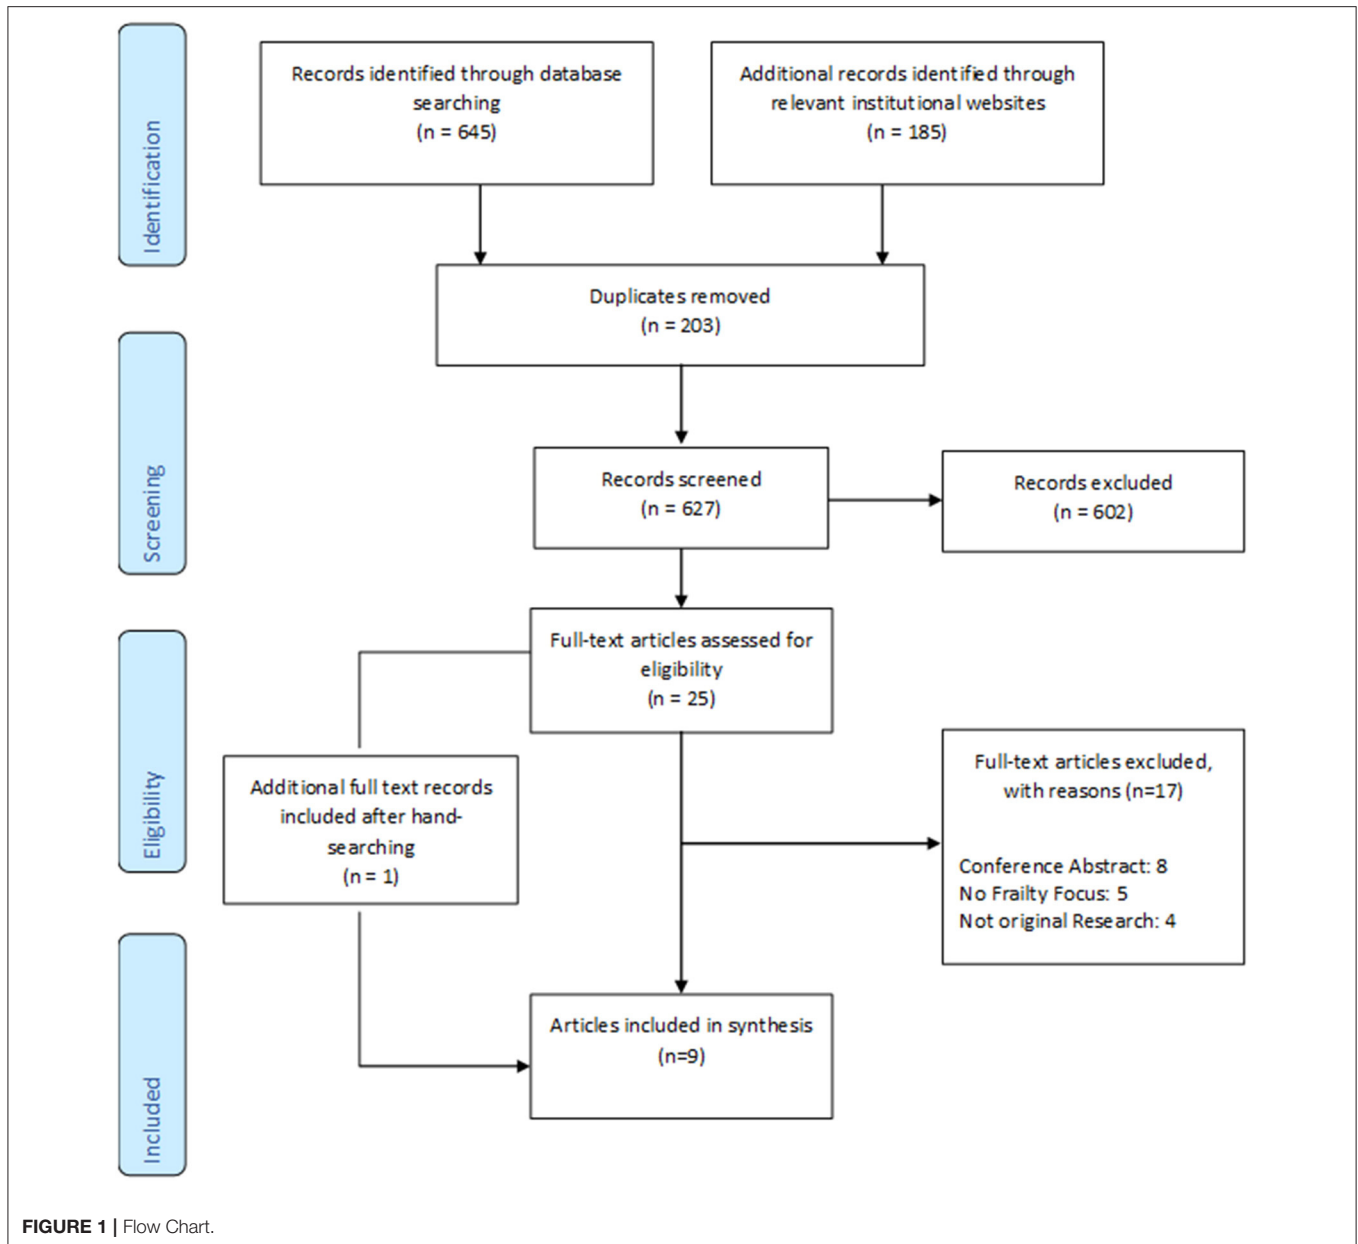 Identification
Records identified through database
searching
(n = 645)
Additional records identified through
relevant institutional websites
(n = 185)
Duplicates removed
(n = 203)
Screening
Records screened
(n = 627)
Records excluded
(n = 602)
Eligibility
Full-text articles assessed for
eligibility
(n = 25)
Additional full text records
included after hand-
searching
(n = 1)
Full-text articles excluded,
with reasons (n=17)
Conference Abstract: 8
No Frailty Focus: 5
Not original Research: 4
Included
Articles included in synthesis
(n=9)
FIGURE 1 | Flow Chart.